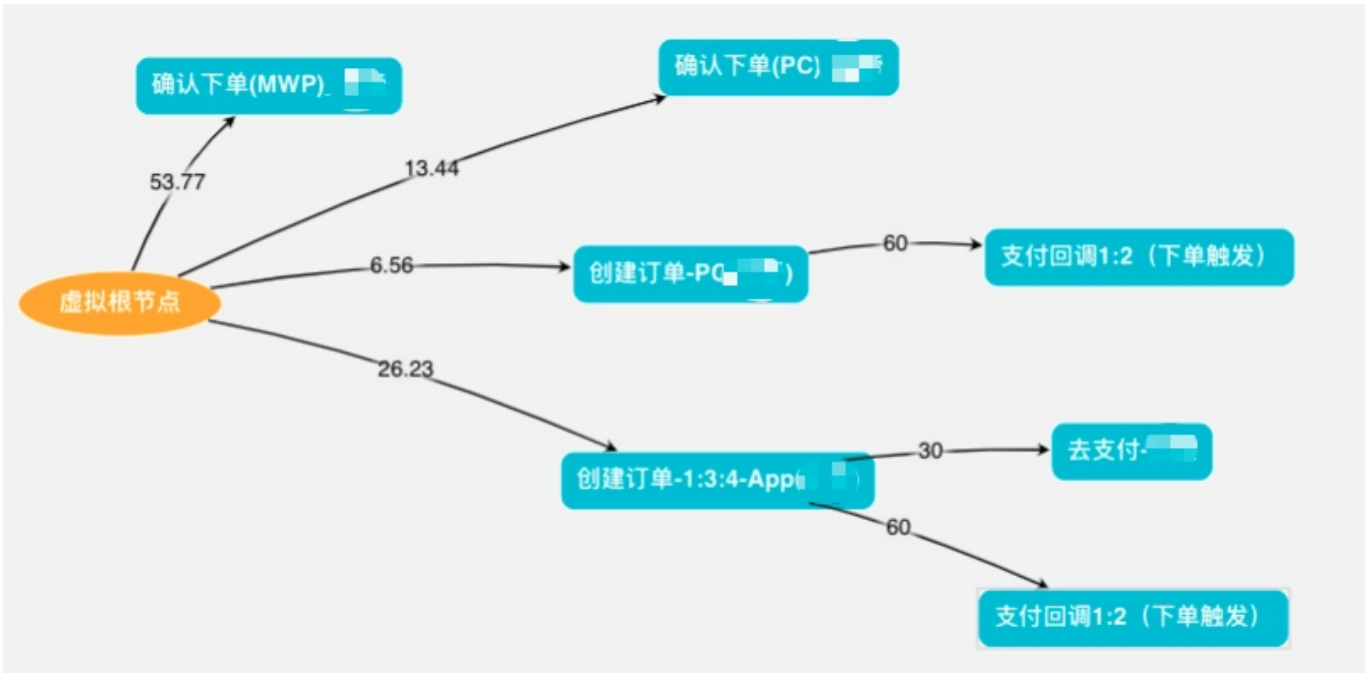 确认下单(MWP)_
确认下单(PC)
53.77
13.44
6.56
60
创建订单-PC
)
支付回调1:2（下单触发）
虚拟根节点
26.23
创建订单-1:3:4-App
30
去支付-
60
支付回调1:2（下单触发）